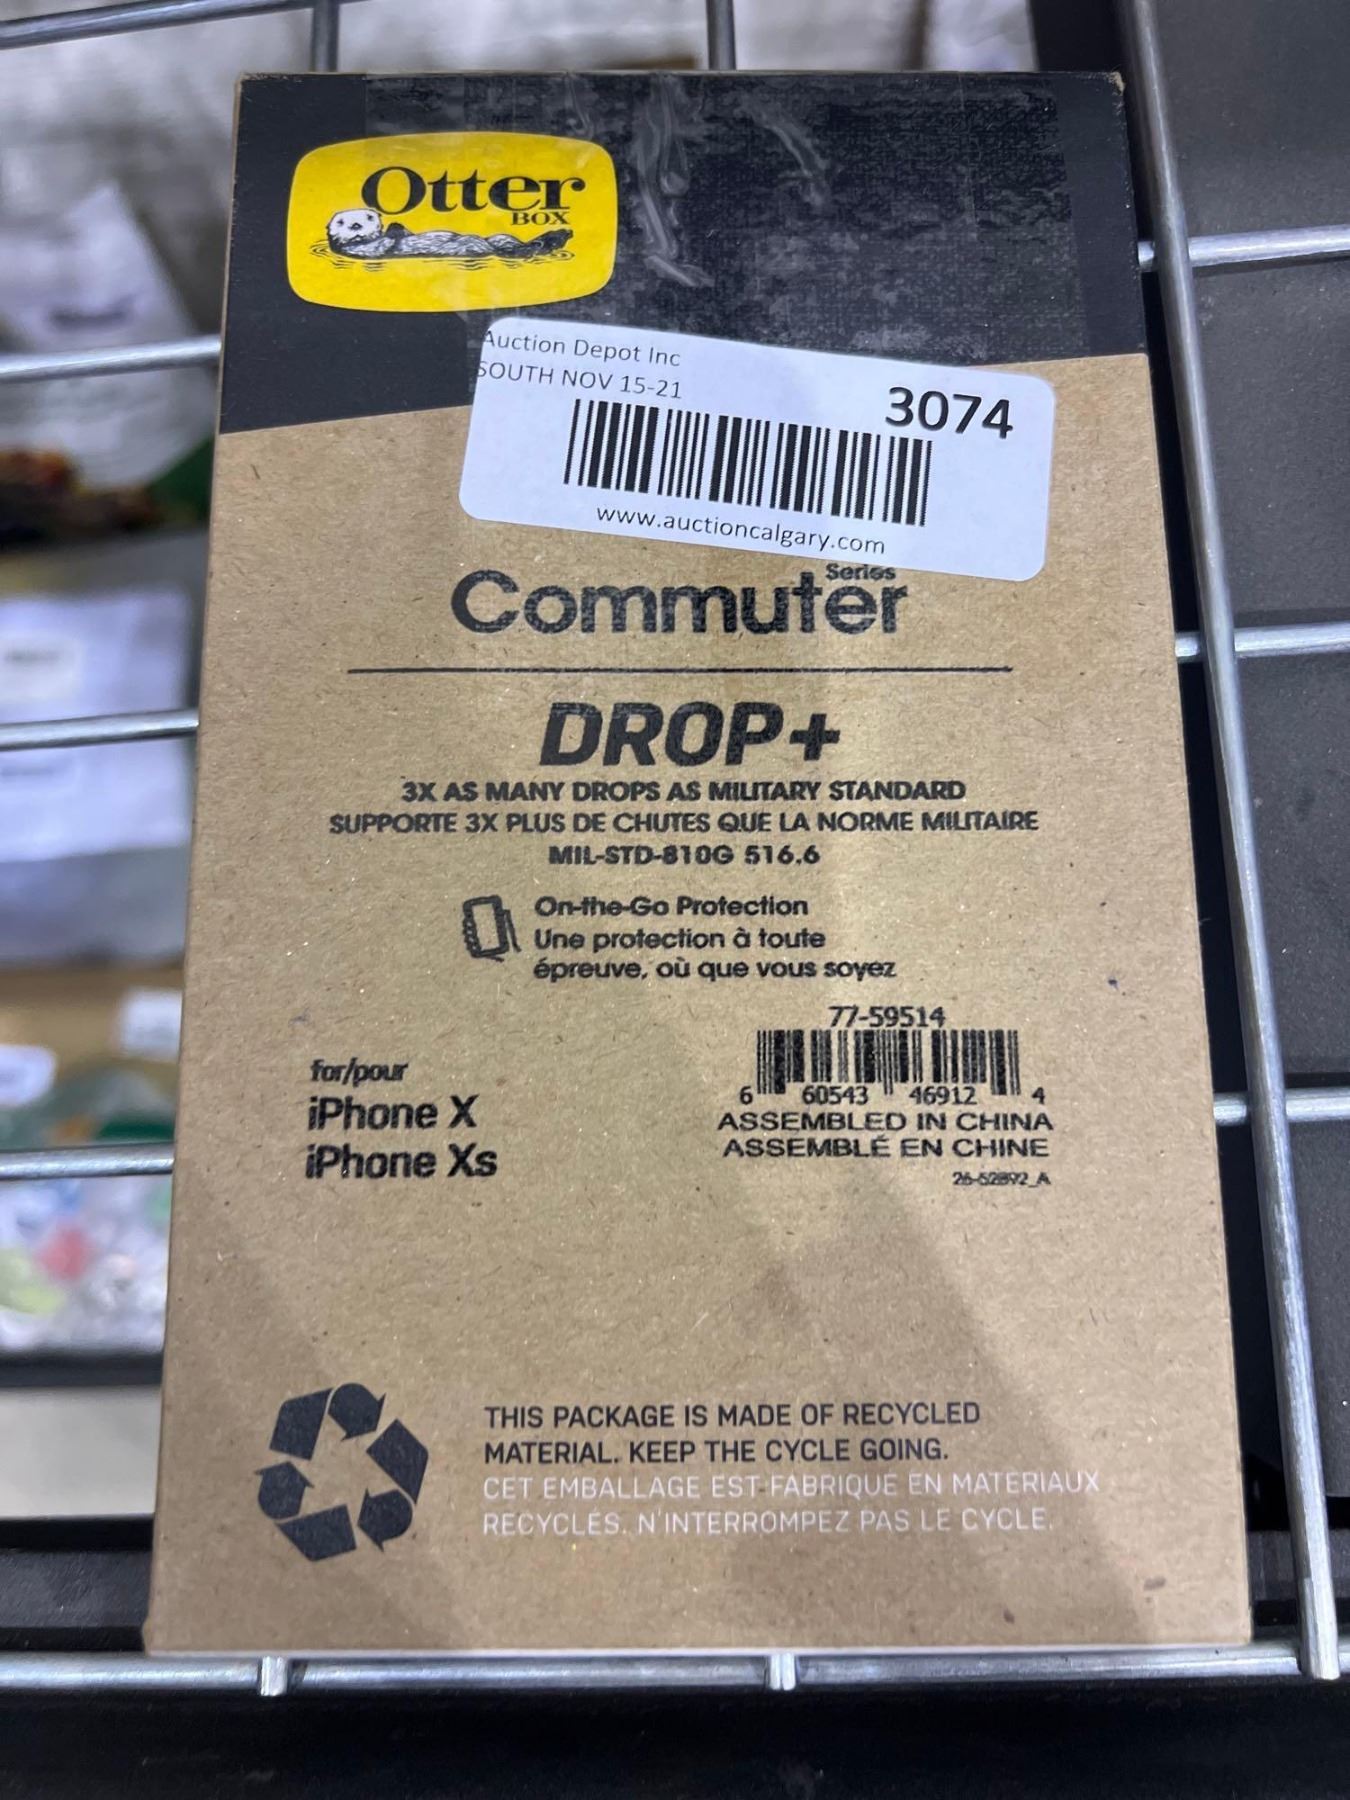 Otter
BOX
Auction Depot Inc
SOUTH NOV 15-21
3074
www.auctioncalgary.com
Series
Commuter
DROP+
3X AS MANY DROPS AS MILITARY STANDARD
SUPPORTE 3X PLUS DE CHUTES QUE LA NORME MILITAIRE
MIL-STD-810G 516.6
On-the-Go Protection
Une protection à toute
épreuve, où que vous soyez
77-59514
6 60543 46912 4
ASSEMBLED IN CHINA
ASSEMBLÉ EN CHINE
26-52892_A
for/pour
iPhone X
iPhone Xs
THIS PACKAGE IS MADE OF RECYCLED
MATERIAL. KEEP THE CYCLE GOING.
CET EMBALLAGE EST FABRIQUÉ EN MATERIAUX
RECYCLÉS. N'INTERROMPEZ PAS LE CYCLE.